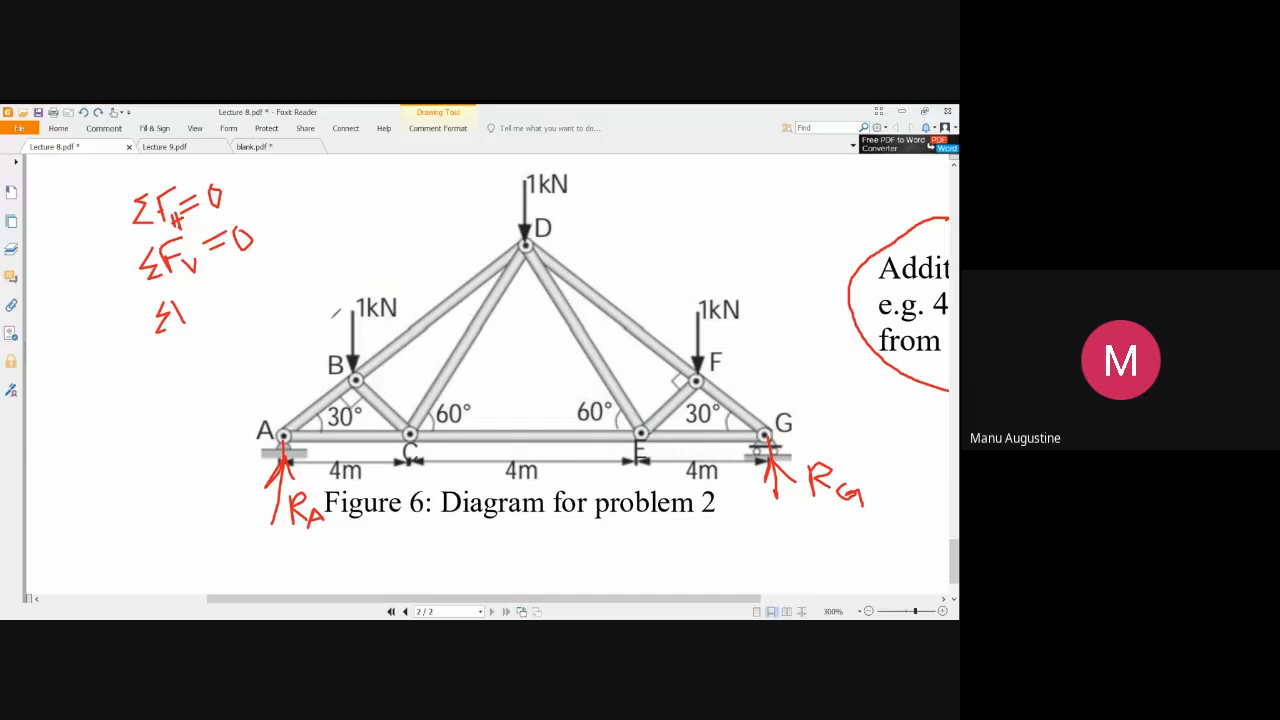 Lecture 8.pdf * - Foxit Reader
Drawing Tool
File Home Comment Fill & Sign View Form Protect Share Connect Help Comment Format Tell me what you want to do... Find
Lecture 8.pdf * Lecture 9.pdf blank.pdf *
Free PDF to Word Converter
PDF Word
ΣF_H = 0
ΣF_V = 0
Σ
1kN
D
1kN
1kN
B
F
30°
60°
60°
30°
A
C
E
G
4m
4m
4m
R_A
R_G
Figure 6: Diagram for problem 2
Addit
e.g. 4
from
2 / 2
300%
M
Manu Augustine